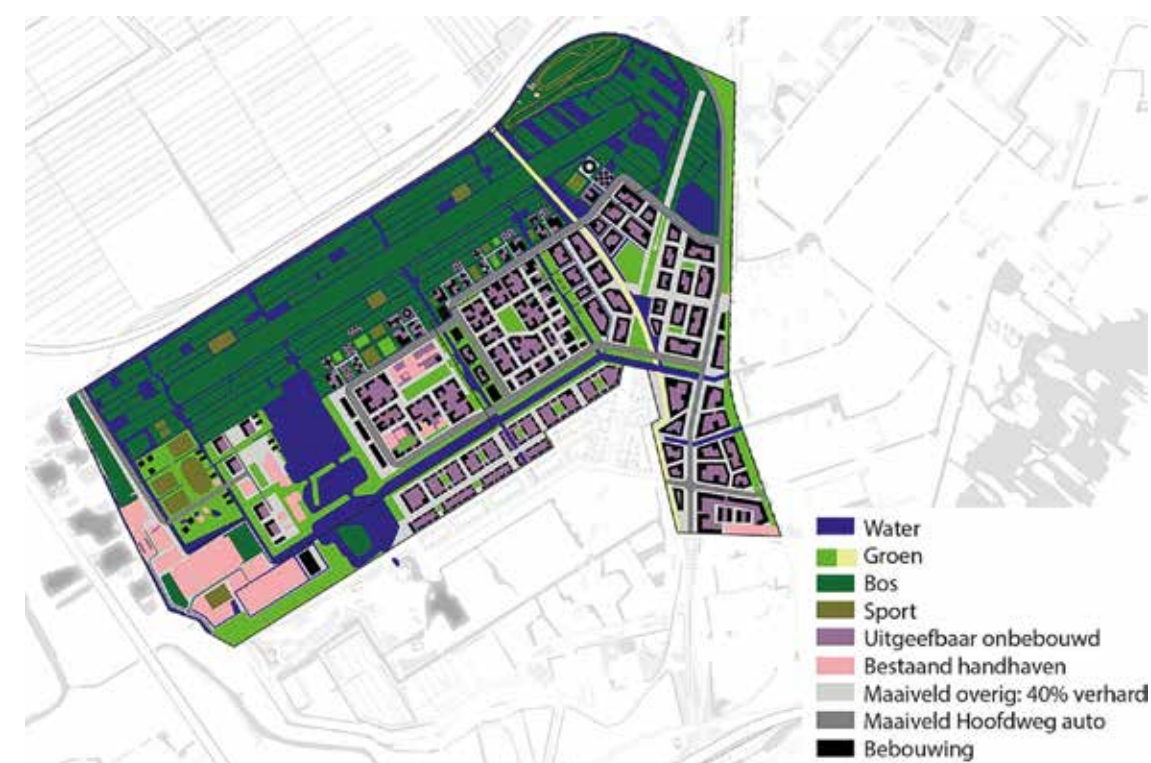 Water
Groen
Bos
Sport
Uitgeefbaar onbebouwd
Bestaand handhaven
Maaiveld overig: 40% verhard
Maaiveld Hoofdweg auto
Bebouwing